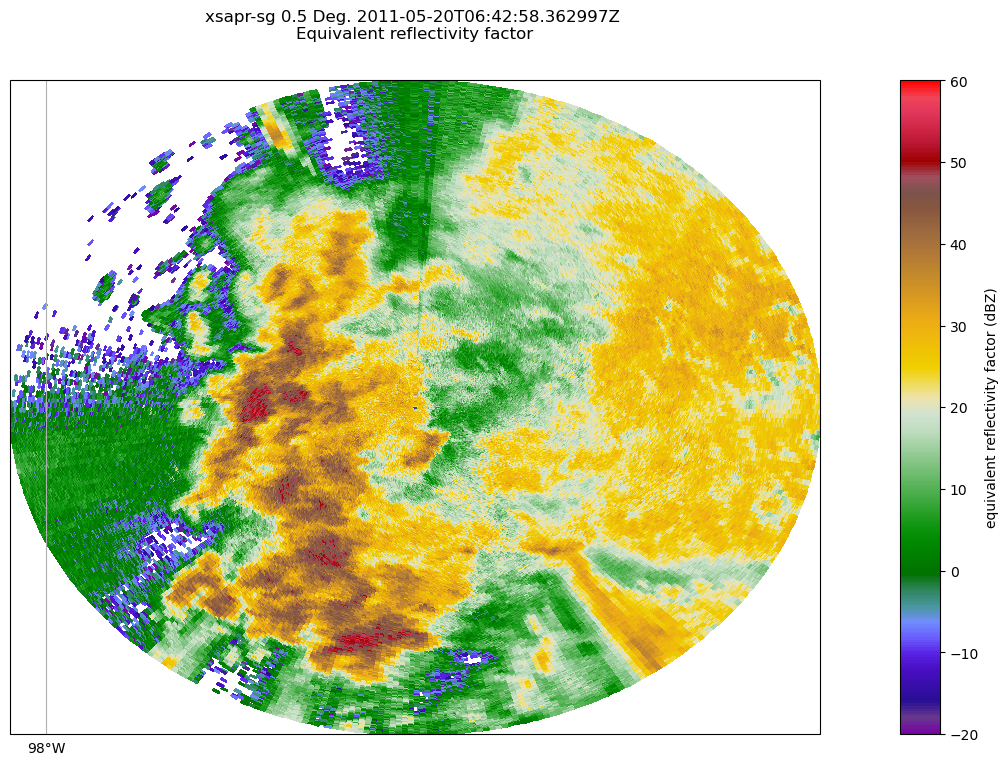 xsapr-sg 0.5 Deg. 2011-05-20T06:42:58.362997Z
Equivalent reflectivity factor
60
50
40
30
20
10
0
−10
−20
equivalent reflectivity factor (dBZ)
98°W